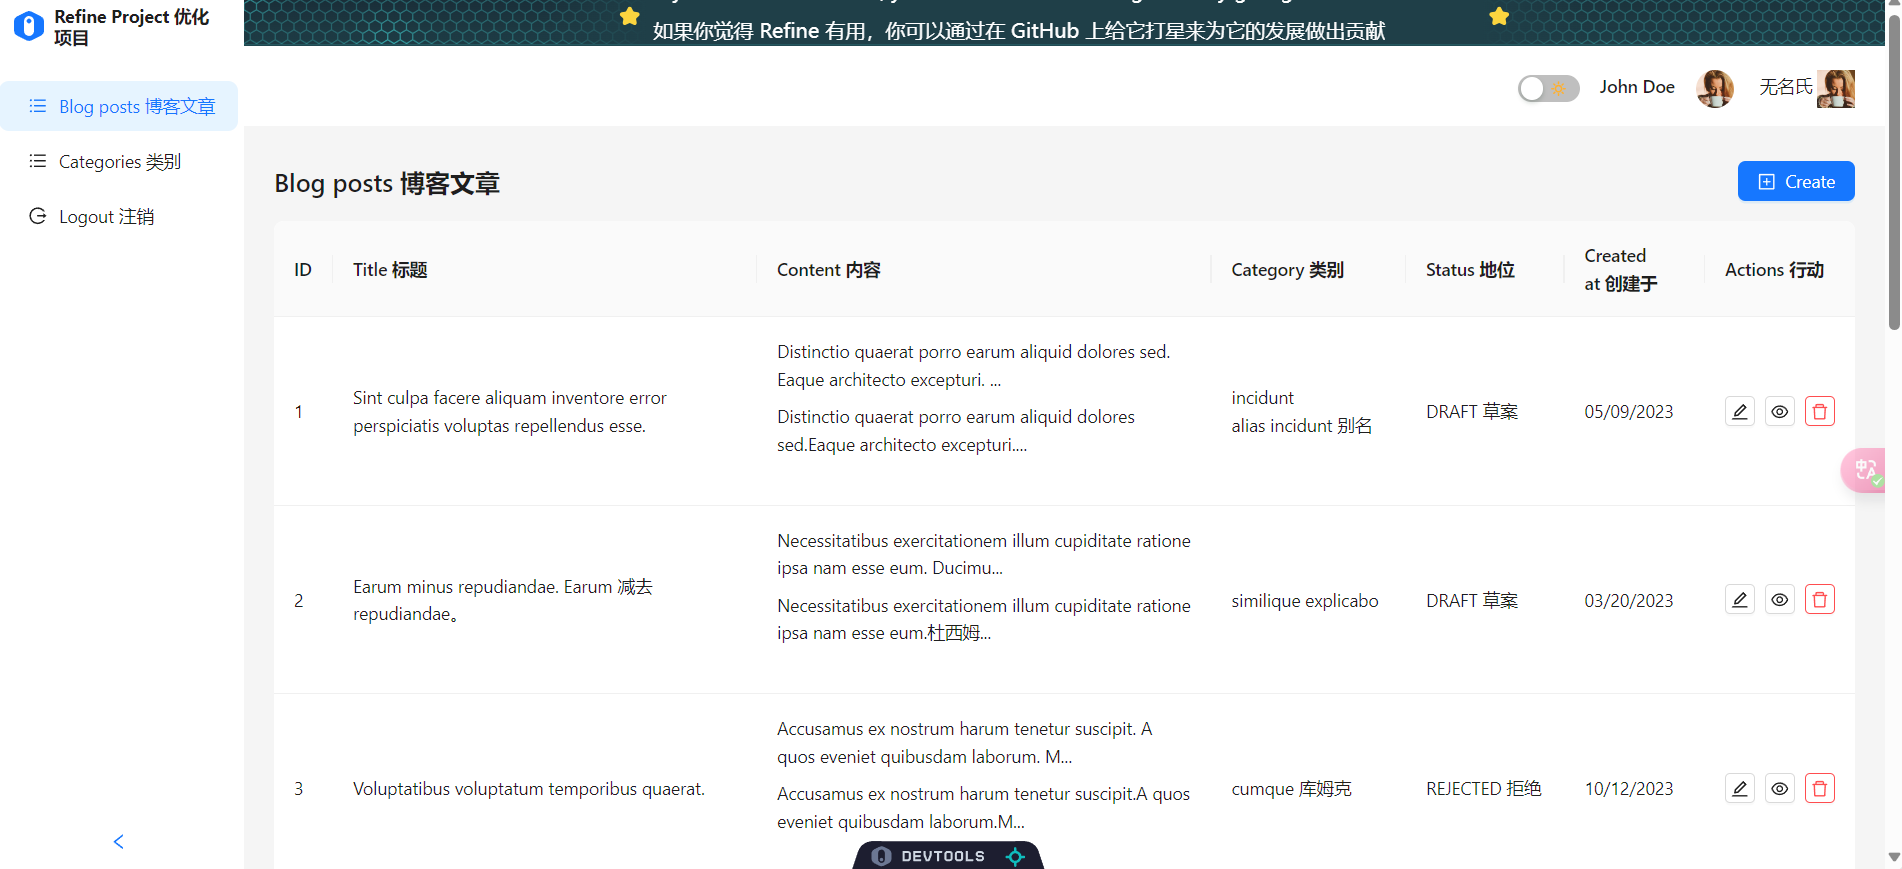 Refine Project 优化
项目
如果你觉得 Refine 有用，你可以通过在 GitHub 上给它打星来为它的发展做出贡献
John Doe
无名氏
Blog posts 博客文章
Categories 类别
Logout 注销
Blog posts 博客文章
Create
ID
Title 标题
Content 内容
Category 类别
Status 地位
Created
at 创建于
Actions 行动
1
Sint culpa facere aliquam inventore error
perspiciatis voluptas repellendus esse.
Distinctio quaerat porro earum aliquid dolores sed.
Eaque architecto excepturi. ...
Distinctio quaerat porro earum aliquid dolores
sed.Eaque architecto excepturi....
incidunt
alias incidunt 别名
DRAFT 草案
05/09/2023
2
Earum minus repudiandae. Earum 减去
repudiandae。
Necessitatibus exercitationem illum cupiditate ratione
ipsa nam esse eum. Ducimu...
Necessitatibus exercitationem illum cupiditate ratione
ipsa nam esse eum.杜西姆...
similique explicabo
DRAFT 草案
03/20/2023
3
Voluptatibus voluptatum temporibus quaerat.
Accusamus ex nostrum harum tenetur suscipit. A
quos eveniet quibusdam laborum. M...
Accusamus ex nostrum harum tenetur suscipit.A quos
eveniet quibusdam laborum.M...
cumque 库姆克
REJECTED 拒绝
10/12/2023
DEVTOOLS